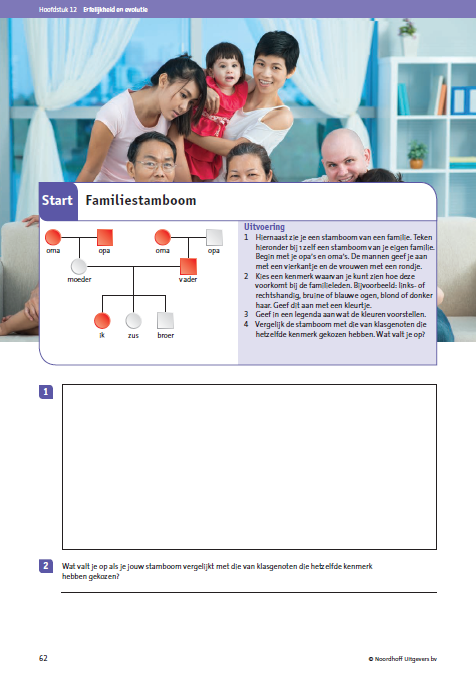 Hoofdstuk 12 Erfelijkheid en evolutie
Start Familiestamboom
oma opa oma opa
moeder vader
ik zus broer
Uitvoering
1 Hiernaast zie je een stamboom van een familie. Teken
hieronder bij 1 zelf een stamboom van je eigen familie.
Begin met je opa's en oma's. De mannen geef je aan
met een vierkantje en de vrouwen met een rondje.
2 Kies een kenmerk waarvan je kunt zien hoe deze
voorkomt bij de familieleden. Bijvoorbeeld: links- of
rechtshandig, bruine of blauwe ogen, blond of donker
haar. Geef dit aan met een kleurtje.
3 Geef in een legenda aan wat de kleuren voorstellen.
4 Vergelijk de stamboom met die van klasgenoten die
hetzelfde kenmerk gekozen hebben. Wat valt je op?
1
2 Wat valt je op als je jouw stamboom vergelijkt met die van klasgenoten die hetzelfde kenmerk
hebben gekozen?
62
© Noordhoff Uitgevers bv